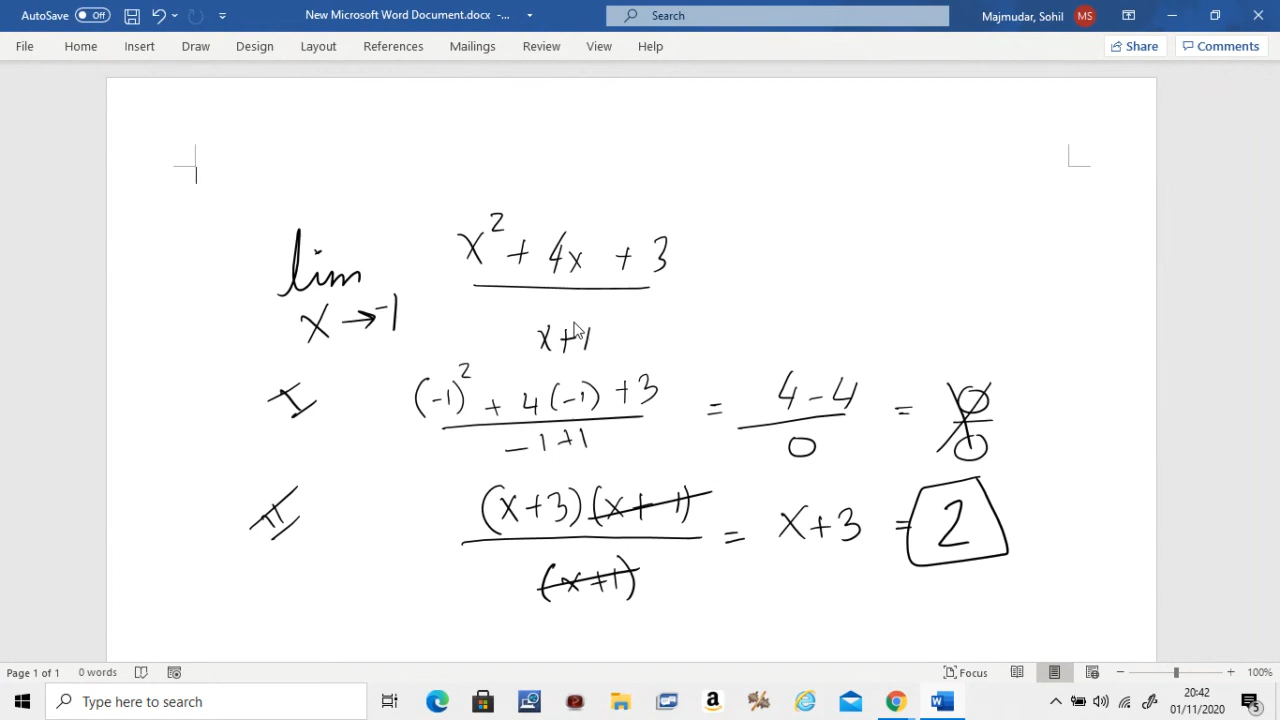 AutoSave Off New Microsoft Word Document.docx -... Search Majmudar, Sohil MS
File Home Insert Draw Design Layout References Mailings Review View Help Share Comments
lim x→-1 x² + 4x + 3 / x+1
I (-1)² + 4(-1) + 3 / -1+1 = 4-4 / 0 = 0/0
II (x+3)(x+1) / (x+1) = x+3 = 2
Page 1 of 1 0 words Focus 100%
Type here to search a W 20:42
01/11/2020 5